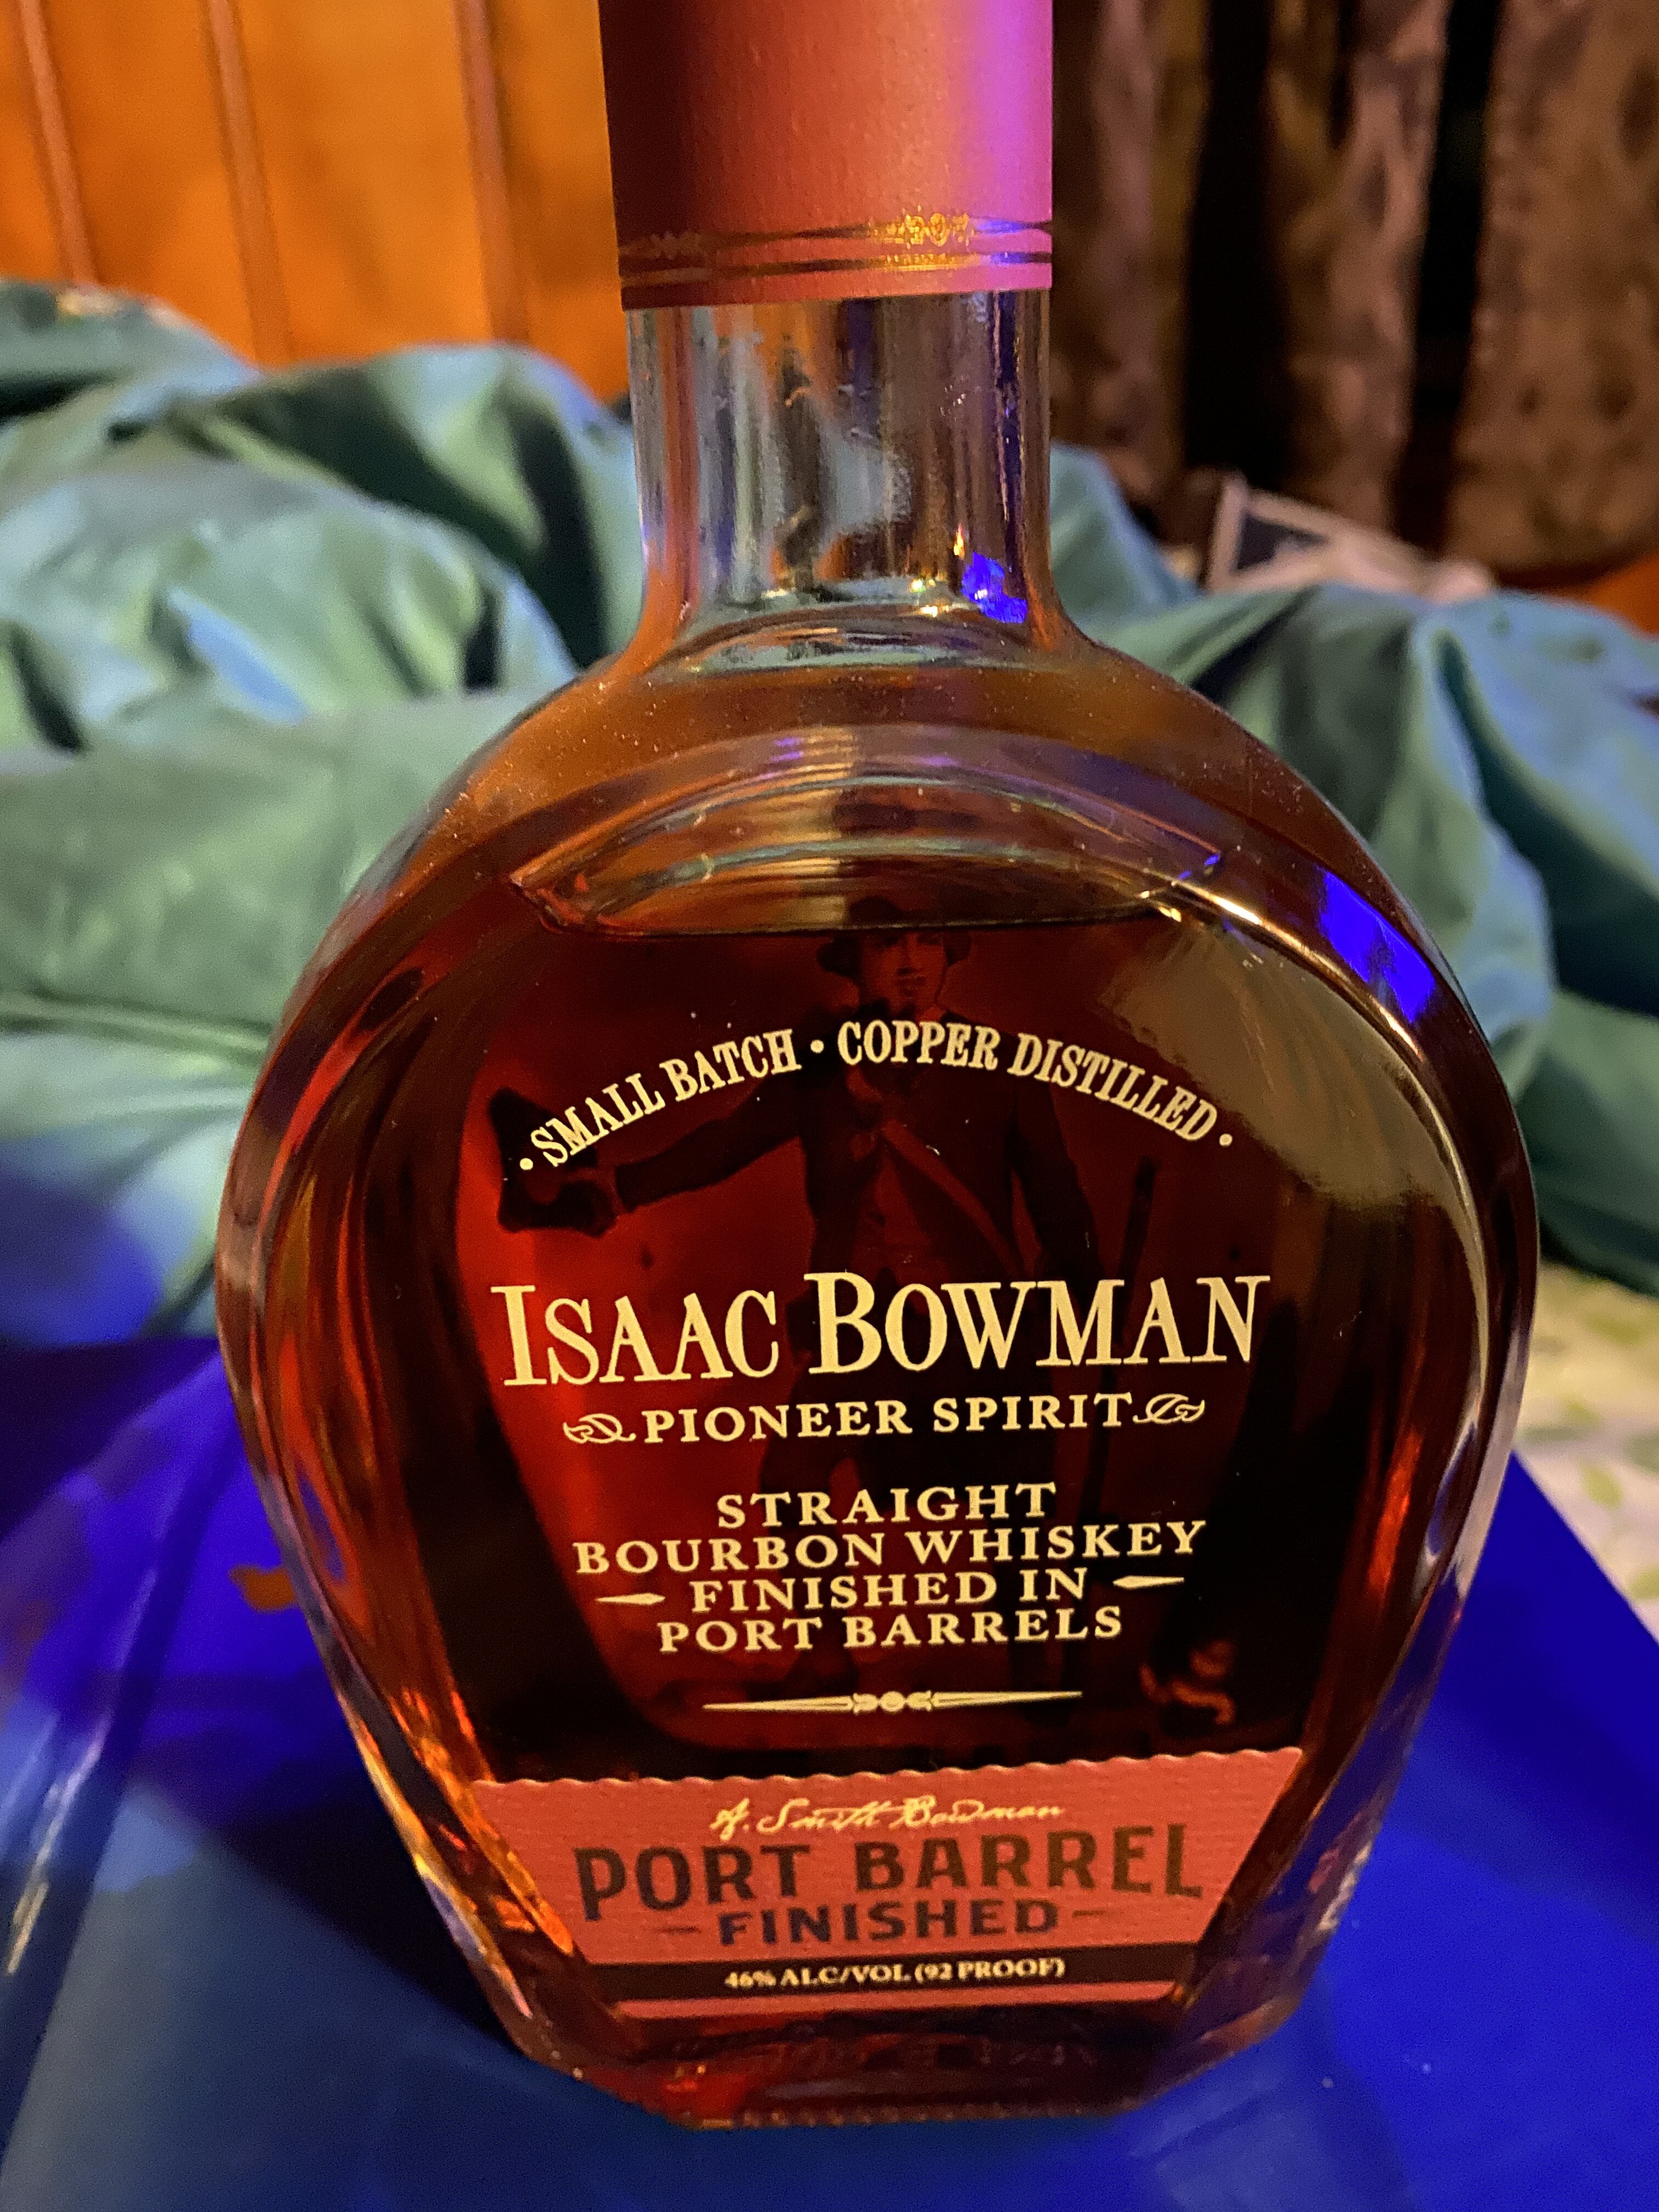 • SMALL BATCH • COPPER DISTILLED •
ISAAC BOWMAN
PIONEER SPIRIT
STRAIGHT
BOURBON WHISKEY
FINISHED IN
PORT BARRELS
A. Smith Bowman
PORT BARREL
FINISHED
46% ALC/VOL (92 PROOF)